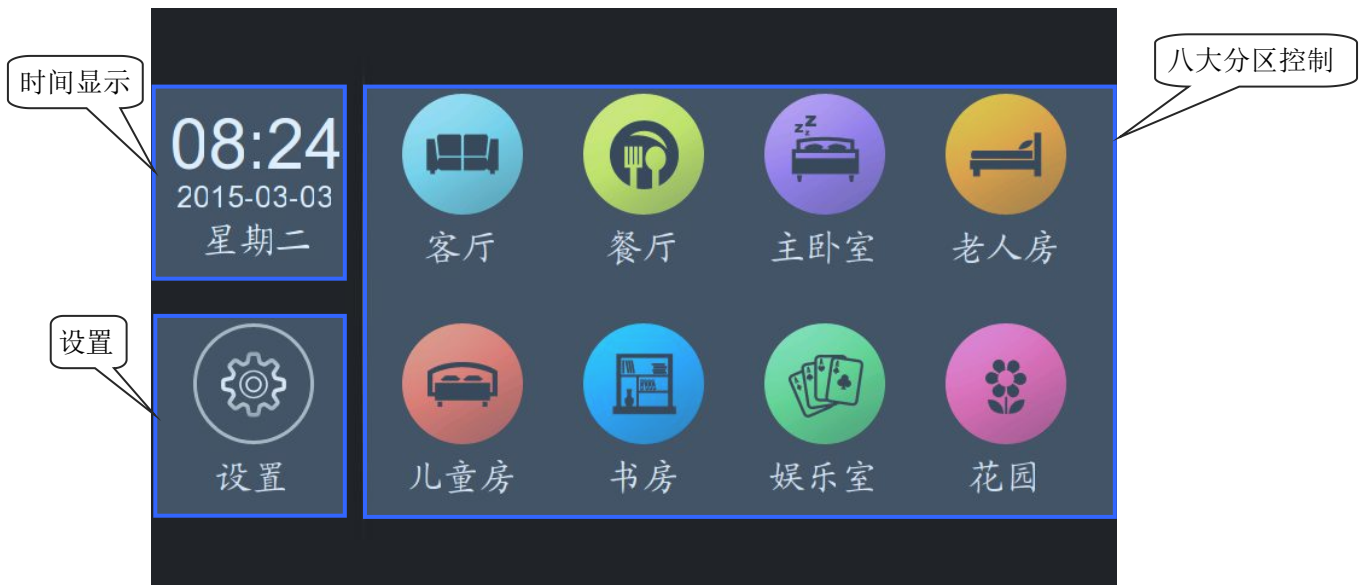 八大分区控制
时间显示
08:24
2015-03-03
星期二
客厅
餐厅
zzz
主卧室
老人房
设置
设置
儿童房
书房
娱乐室
花园